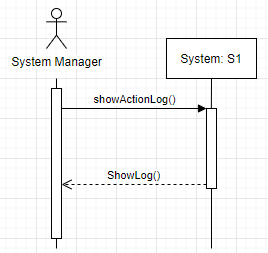 System Manager
System: S1
showActionLog()
ShowLog()